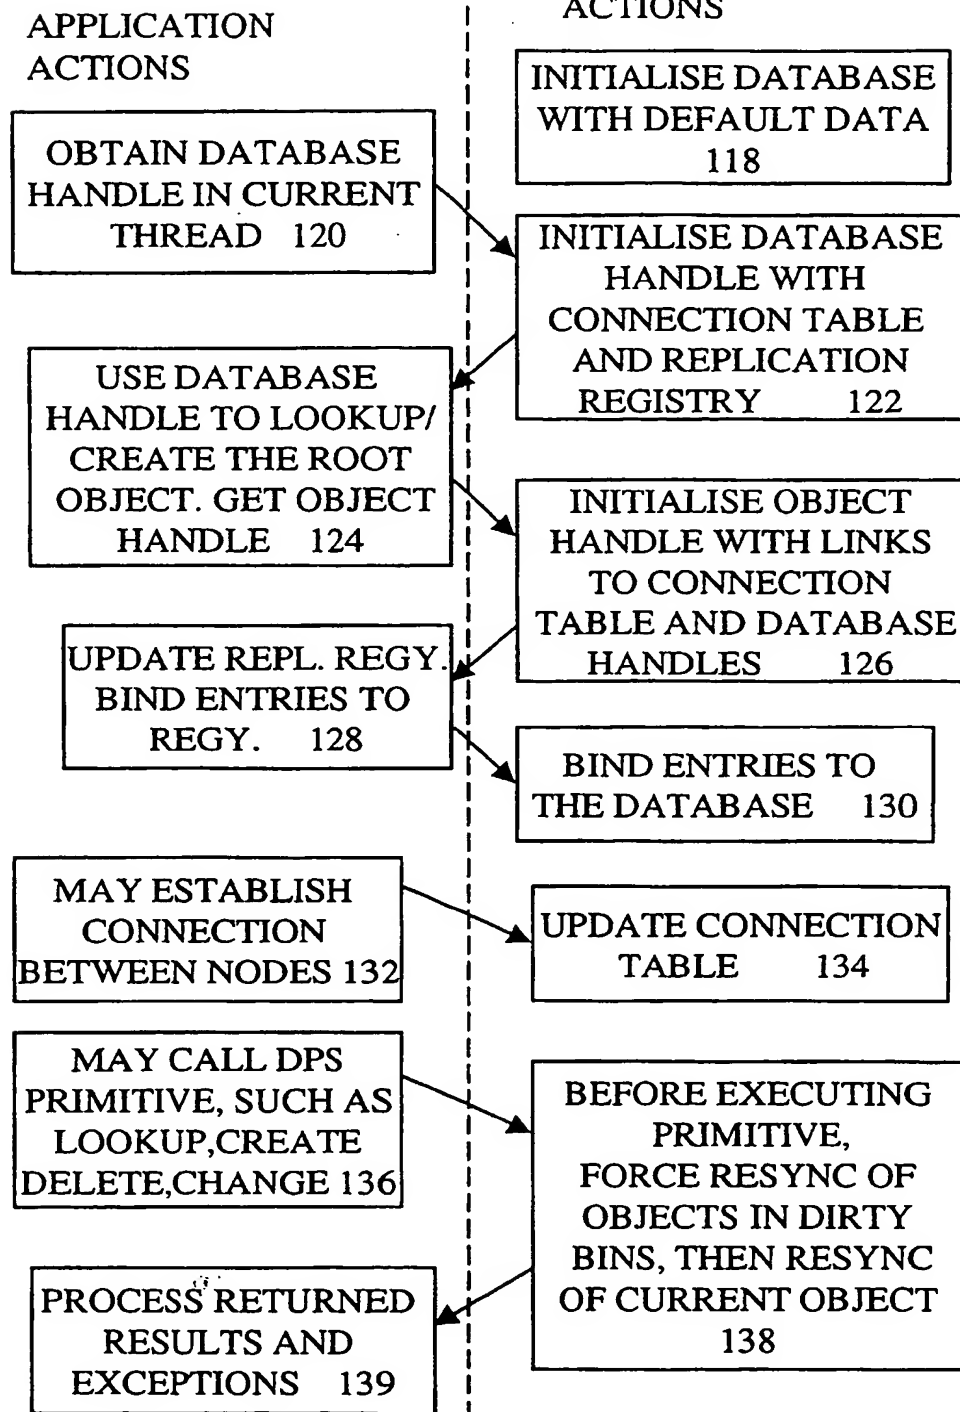 APPLICATION
ACTIONS
ACTIONS
INITIALISE DATABASE
WITH DEFAULT DATA
118
OBTAIN DATABASE
HANDLE IN CURRENT
THREAD 120
INITIALISE DATABASE
HANDLE WITH
CONNECTION TABLE
AND REPLICATION
REGISTRY 122
USE DATABASE
HANDLE TO LOOKUP/
CREATE THE ROOT
OBJECT. GET OBJECT
HANDLE 124
INITIALISE OBJECT
HANDLE WITH LINKS
TO CONNECTION
TABLE AND DATABASE
HANDLES 126
UPDATE REPL. REGY.
BIND ENTRIES TO
REGY. 128
BIND ENTRIES TO
THE DATABASE 130
MAY ESTABLISH
CONNECTION
BETWEEN NODES 132
UPDATE CONNECTION
TABLE 134
MAY CALL DPS
PRIMITIVE, SUCH AS
LOOKUP,CREATE
DELETE,CHANGE 136
BEFORE EXECUTING
PRIMITIVE,
FORCE RESYNC OF
OBJECTS IN DIRTY
BINS, THEN RESYNC
OF CURRENT OBJECT
138
PROCESS RETURNED
RESULTS AND
EXCEPTIONS 139